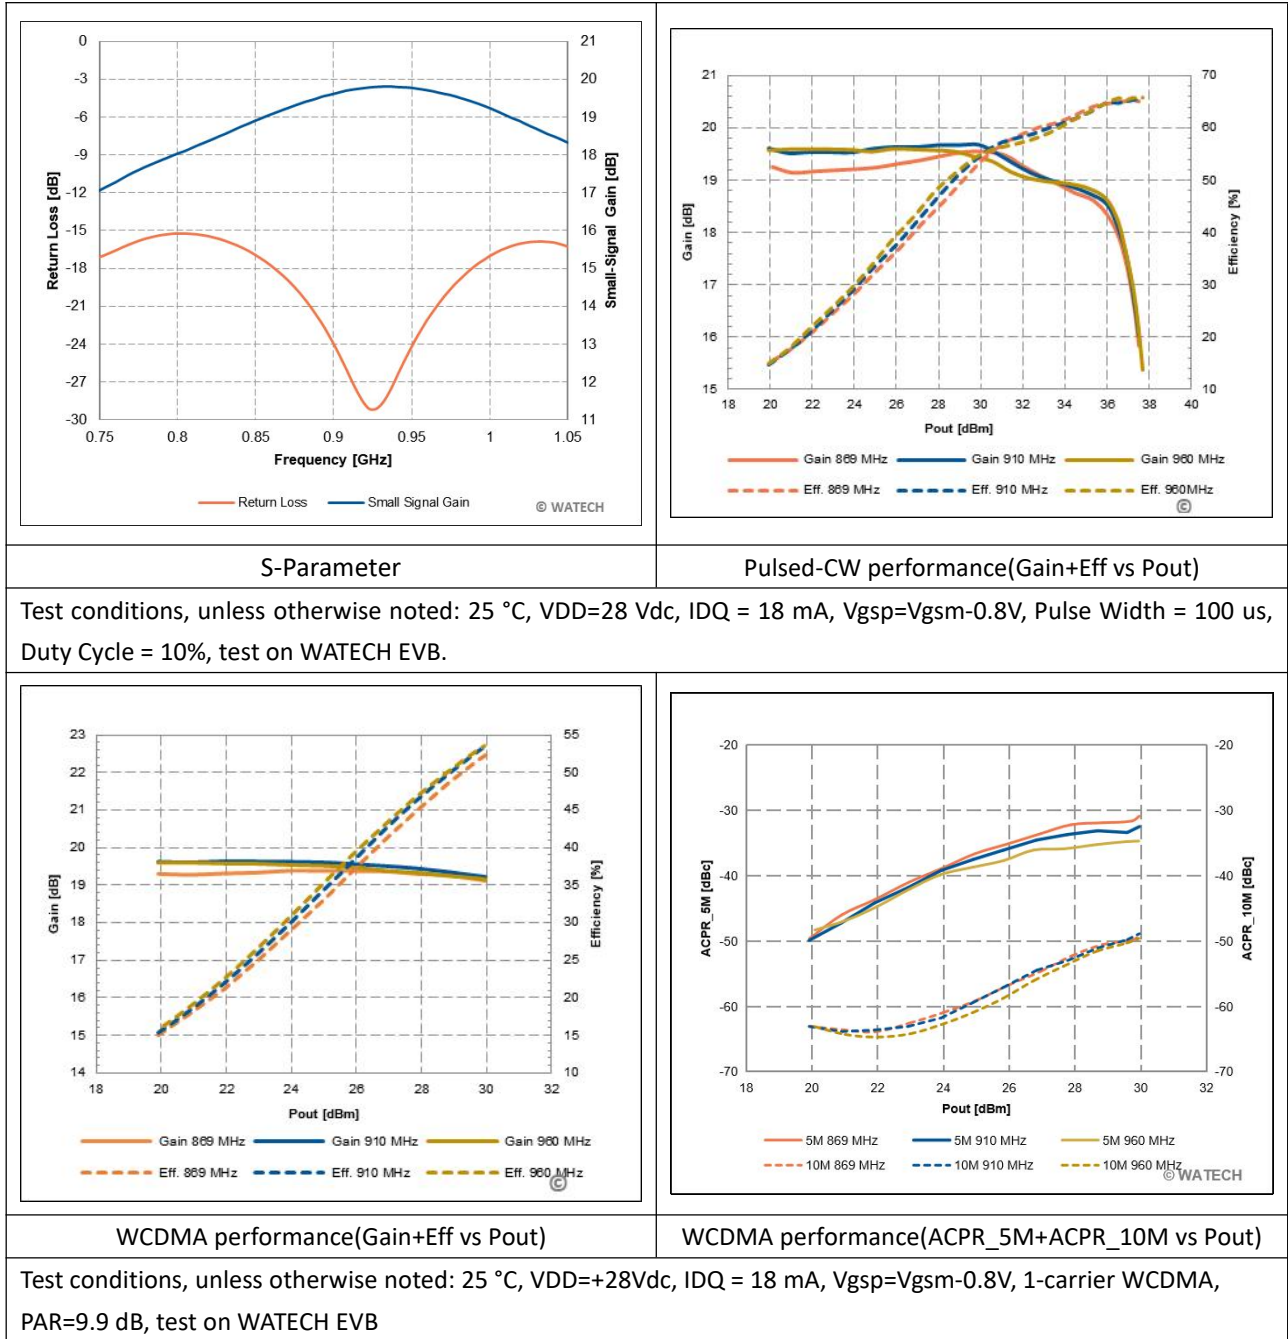 0
-3
-6
-9
-12
-15
-18
-21
-24
-27
-30
Return Loss [dB]
21
20
19
18
17
16
15
14
13
12
11
Small-Signal Gain [dB]
0.75 0.8 0.85 0.9 0.95 1 1.05
Frequency [GHz]
Return Loss Small Signal Gain
© WATECH
21
20
19
18
17
16
15
Gain [dB]
70
60
50
40
30
20
10
Efficiency [%]
18 20 22 24 26 28 30 32 34 36 38 40
Pout [dBm]
Gain 869 MHz Gain 910 MHz Gain 960 MHz
Eff. 869 MHz Eff. 910 MHz Eff. 960MHz
©
S-Parameter
Pulsed-CW performance(Gain+Eff vs Pout)
Test conditions, unless otherwise noted: 25 °C, VDD=28 Vdc, IDQ = 18 mA, Vgsp=Vgsm-0.8V, Pulse Width = 100 us,
Duty Cycle = 10%, test on WATECH EVB.
23
22
21
20
19
18
17
16
15
14
Gain [dB]
55
50
45
40
35
30
25
20
15
10
Efficiency [%]
18 20 22 24 26 28 30 32
Pout [dBm]
Gain 869 MHz Gain 910 MHz Gain 960 MHz
Eff. 869 MHz Eff. 910 MHz Eff. 960 MHz
©
-20
-30
-40
-50
-60
-70
ACPR_5M [dBc]
-20
-30
-40
-50
-60
-70
ACPR_10M [dBc]
18 20 22 24 26 28 30 32
Pout [dBm]
5M 869 MHz 5M 910 MHz 5M 960 MHz
10M 869 MHz 10M 910 MHz 10M 960 MHz
© WATECH
WCDMA performance(Gain+Eff vs Pout)
WCDMA performance(ACPR_5M+ACPR_10M vs Pout)
Test conditions, unless otherwise noted: 25 °C, VDD=+28Vdc, IDQ = 18 mA, Vgsp=Vgsm-0.8V, 1-carrier WCDMA,
PAR=9.9 dB, test on WATECH EVB